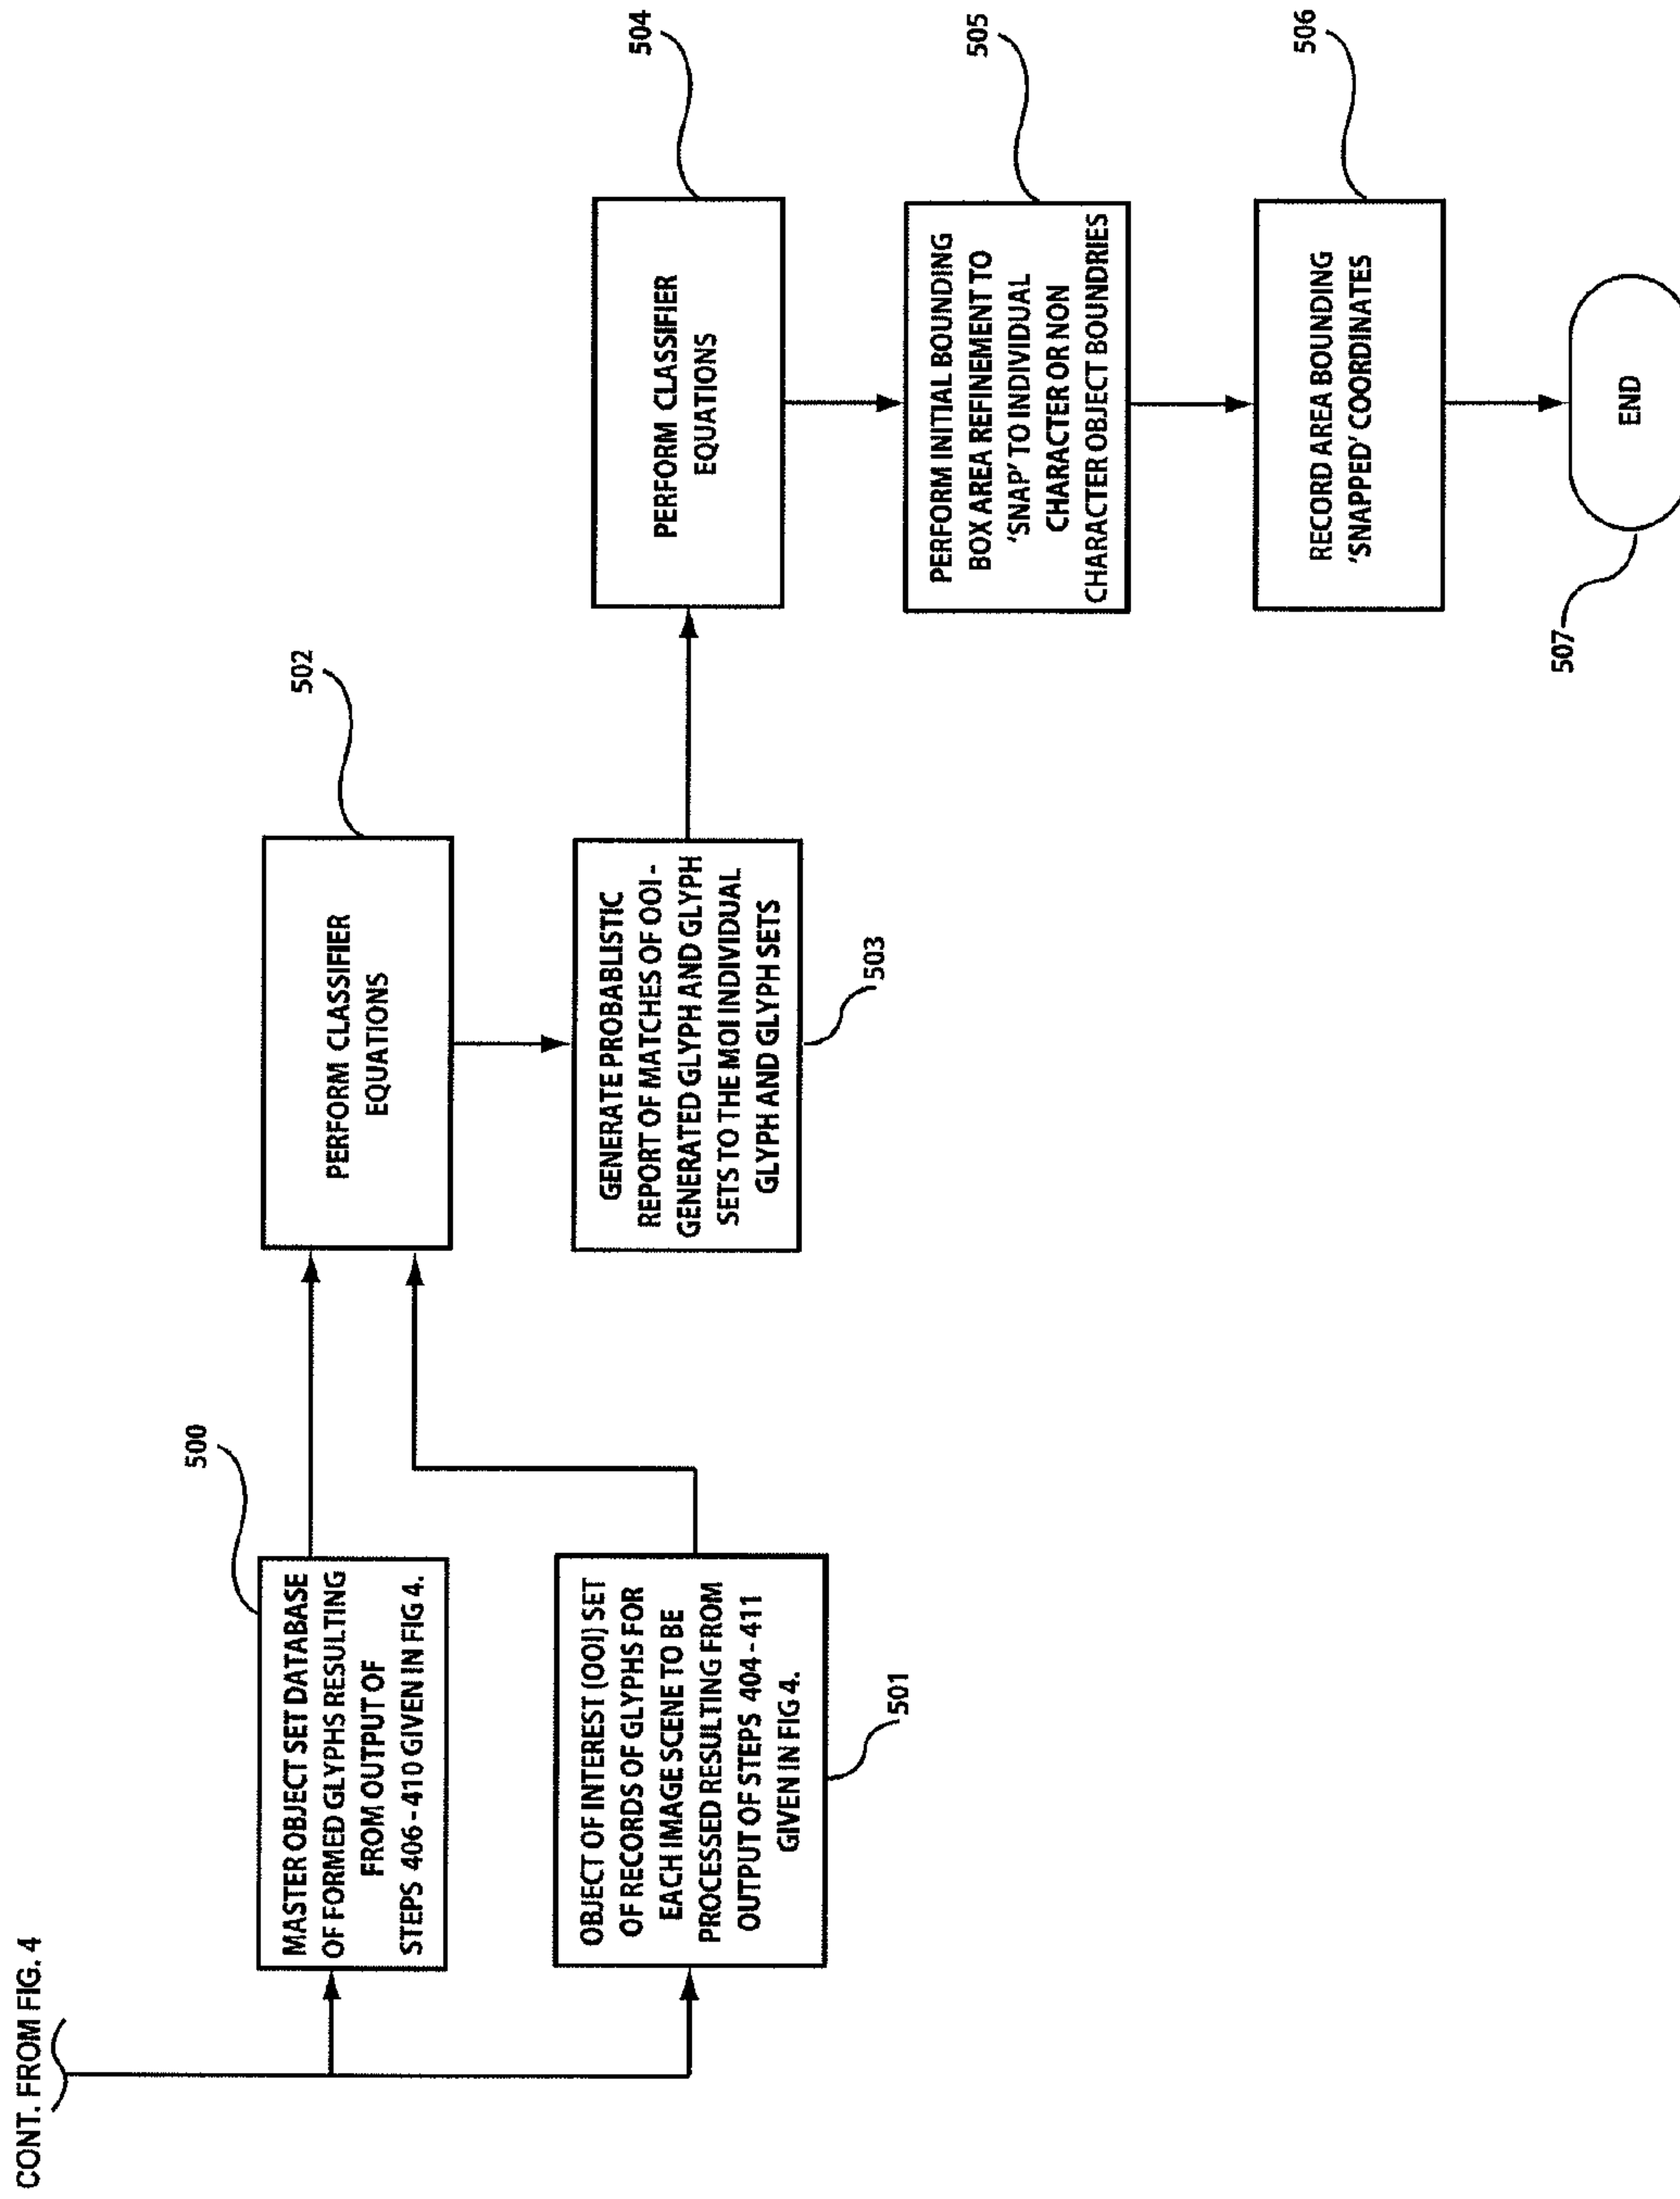 CONT. FROM FIG. 4
500
MASTER OBJECT SET DATABASE
OF FORMED GLYPHS RESULTING
FROM OUTPUT OF
STEPS 406 - 410 GIVEN IN FIG 4.
OBJECT OF INTEREST (OOI) SET
OF RECORDS OF GLYPHS FOR
EACH IMAGE SCENE TO BE
PROCESSED RESULTING FROM
OUTPUT OF STEPS 404 - 411
GIVEN IN FIG 4.
501
502
PERFORM CLASSIFIER
EQUATIONS
GENERATE PROBABLISTIC
REPORT OF MATCHES OF OOI -
GENERATED GLYPH AND GLYPH
SETS TO THE MOI INDIVIDUAL
GLYPH AND GLYPH SETS
503
504
PERFORM CLASSIFIER
EQUATIONS
505
PERFORM INITIAL BOUNDING
BOX AREA REFINEMENT TO
'SNAP' TO INDIVIDUAL
CHARACTER OR NON
CHARACTER OBJECT BOUNDRIES
506
RECORD AREA BOUNDING
'SNAPPED' COORDINATES
507
END